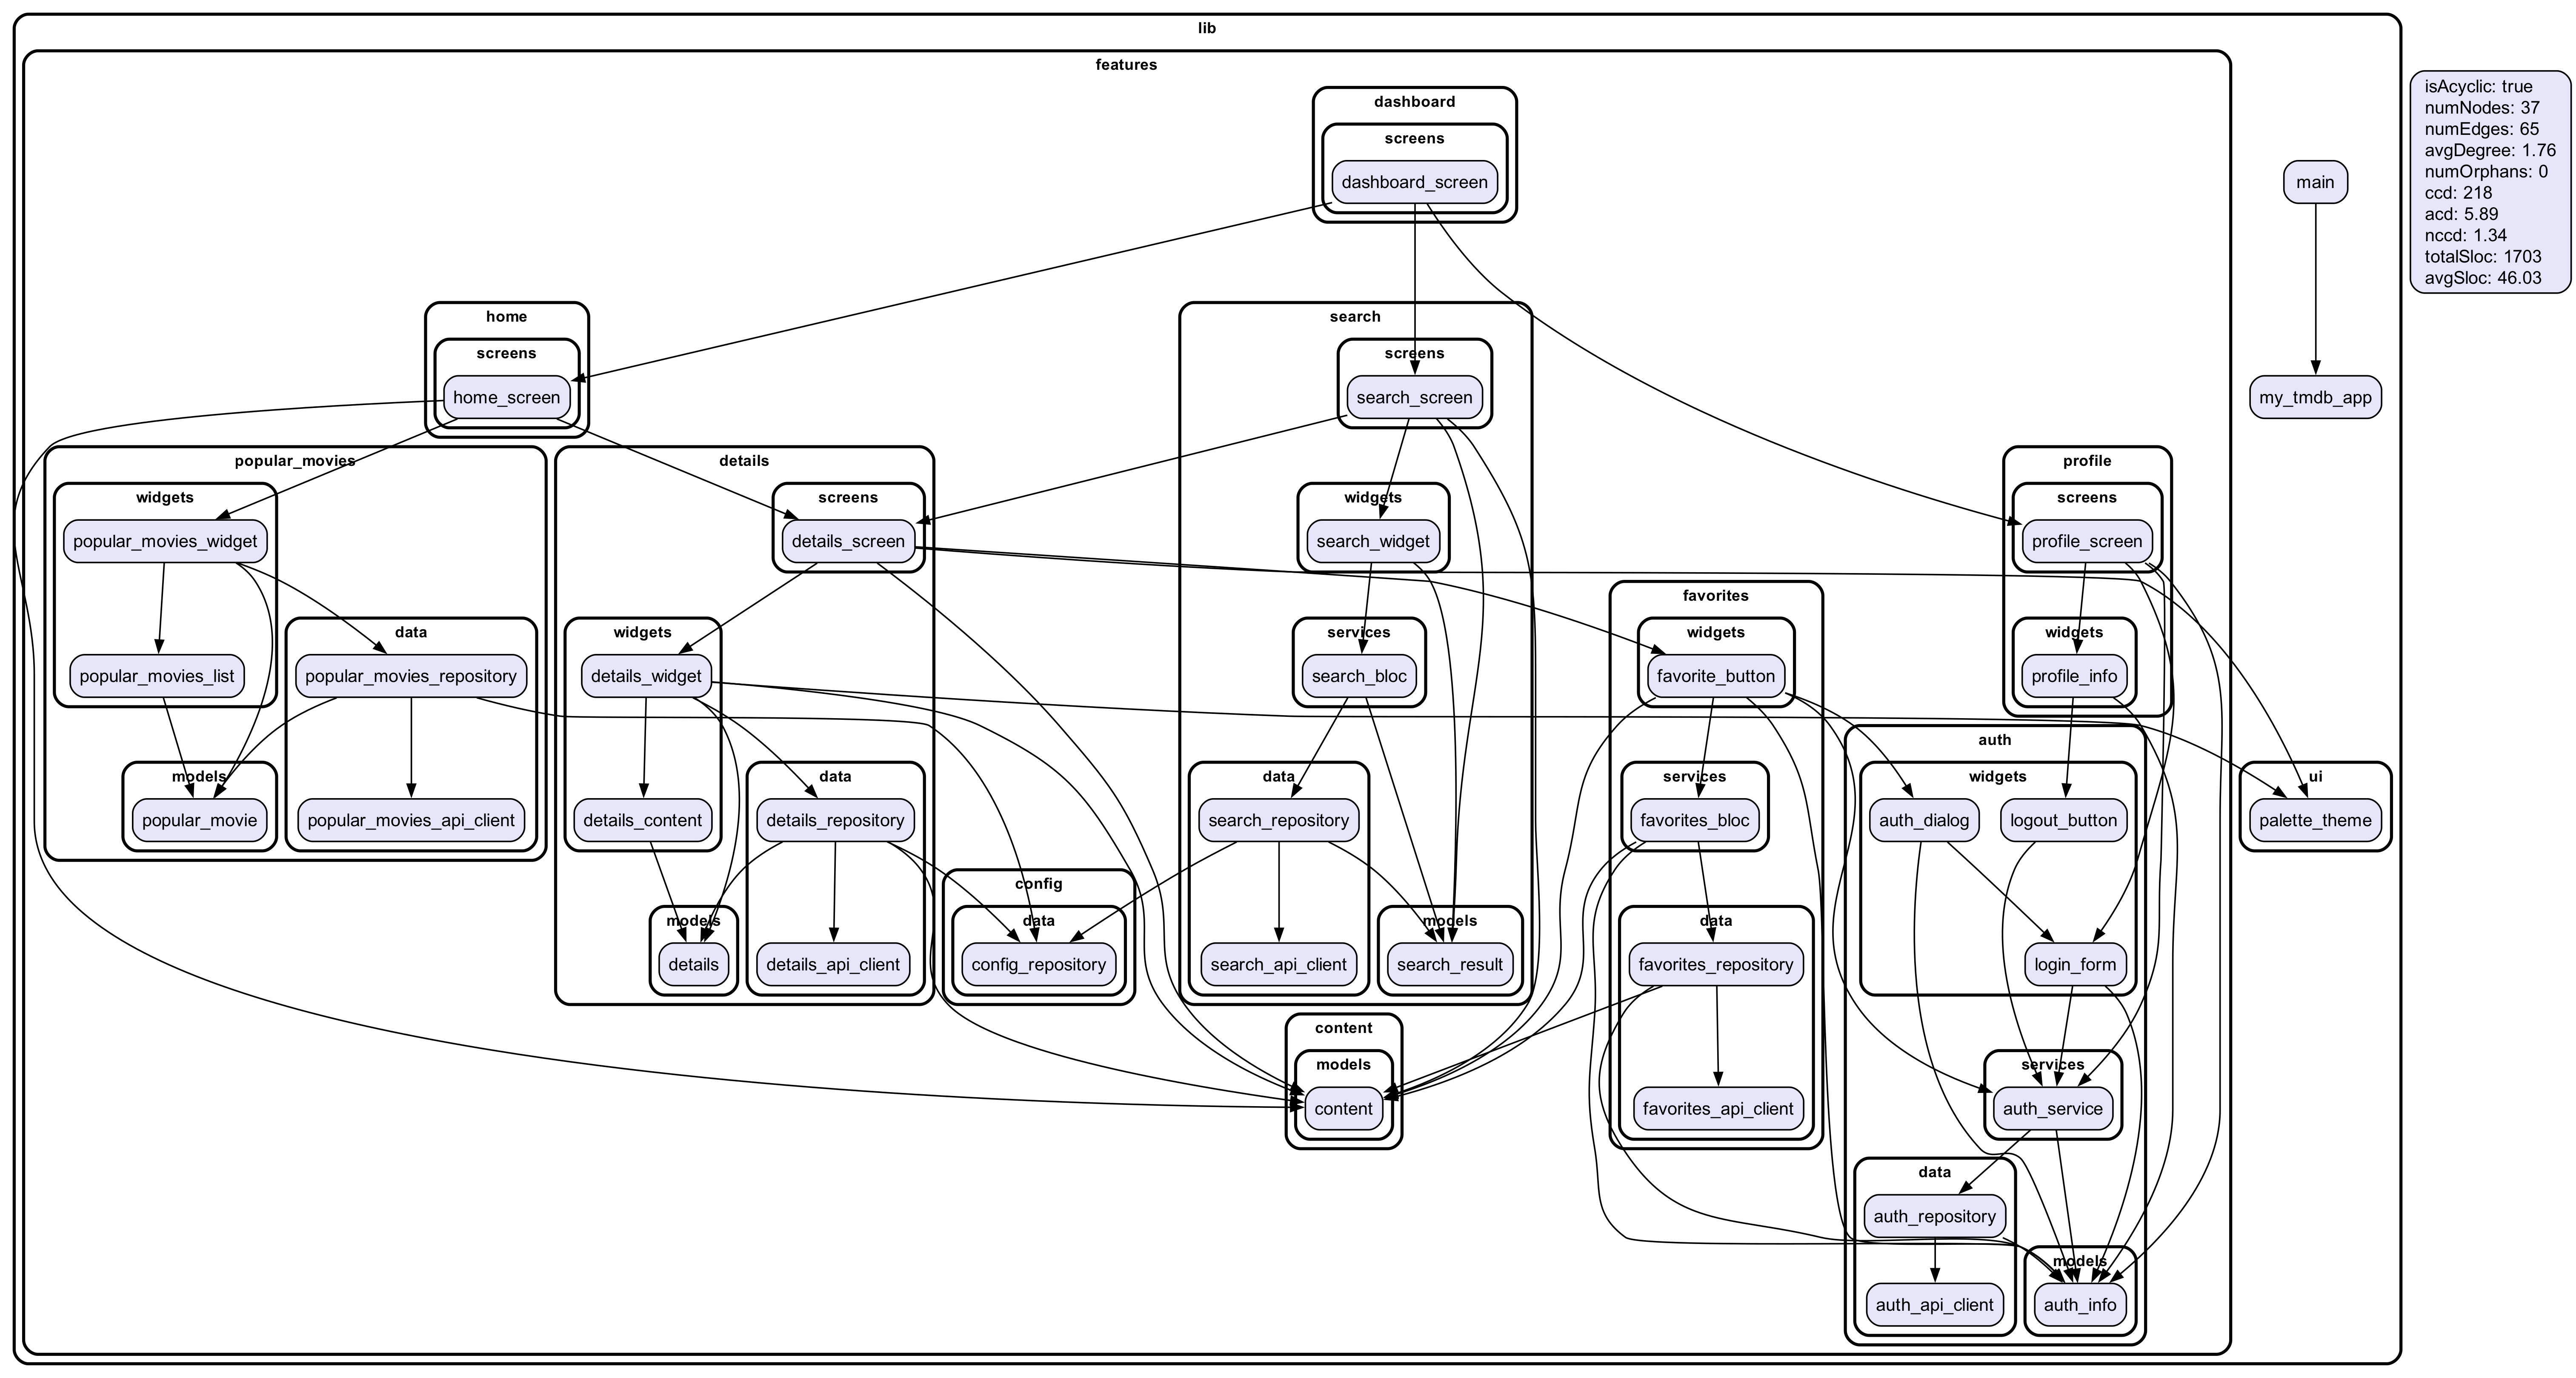 lib
features
dashboard
screens
dashboard_screen
isAcyclic: true
numNodes: 37
numEdges: 65
avgDegree: 1.76
numOrphans: 0
ccd: 218
acd: 5.89
nccd: 1.34
totalSloc: 1703
avgSloc: 46.03
main
home
screens
home_screen
search
screens
search_screen
my_tmdb_app
popular_movies
widgets
popular_movies_widget
popular_movies_list
data
popular_movies_repository
popular_movies_api_client
models
popular_movie
details
screens
details_screen
widgets
details_widget
details_content
data
details_repository
details_api_client
models
details
config
data
config_repository
widgets
search_widget
services
search_bloc
data
search_repository
search_api_client
models
search_result
content
models
content
favorites
widgets
favorite_button
services
favorites_bloc
data
favorites_repository
favorites_api_client
profile
screens
profile_screen
widgets
profile_info
auth
widgets
auth_dialog
logout_button
login_form
services
auth_service
data
auth_repository
auth_api_client
models
auth_info
ui
palette_theme